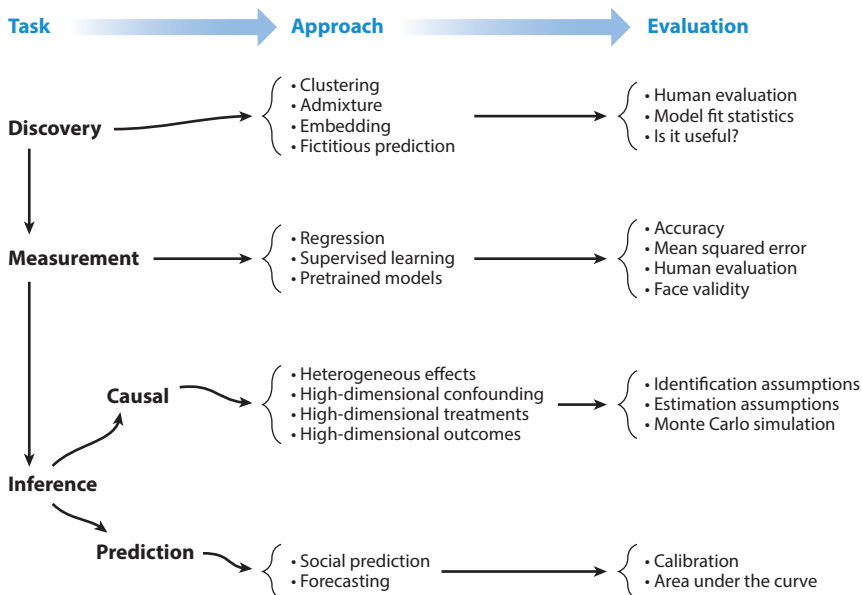 Task Approach Evaluation
• Clustering
• Admixture
• Embedding
• Fictitious prediction
Discovery
• Human evaluation
• Model fit statistics
• Is it useful?
Measurement
• Regression
• Supervised learning
• Pretrained models
• Accuracy
• Mean squared error
• Human evaluation
• Face validity
Inference
Causal
• Heterogeneous effects
• High-dimensional confounding
• High-dimensional treatments
• High-dimensional outcomes
• Identification assumptions
• Estimation assumptions
• Monte Carlo simulation
Prediction
• Social prediction
• Forecasting
• Calibration
• Area under the curve